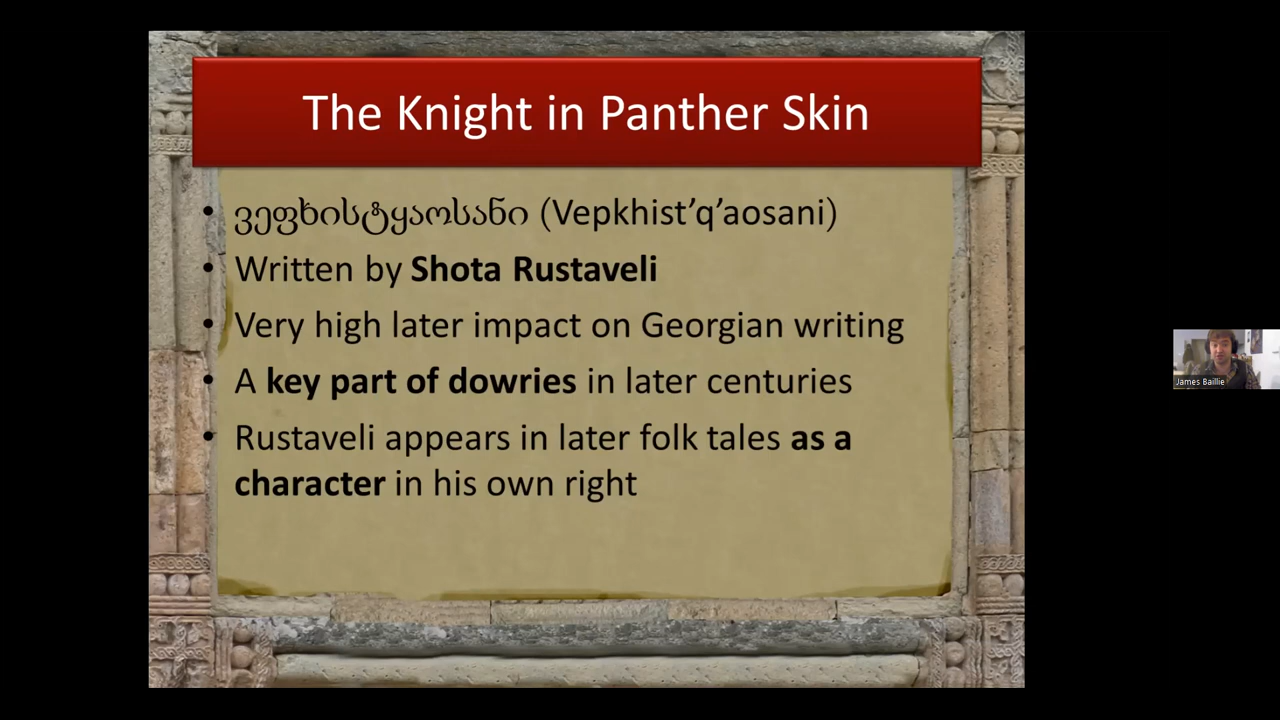 The Knight in Panther Skin
• ვეფხისტყაოსანი (Vepkhist’q’aosani)
• Written by Shota Rustaveli
• Very high later impact on Georgian writing
• A key part of dowries in later centuries
• Rustaveli appears in later folk tales as a
character in his own right
James Baillie